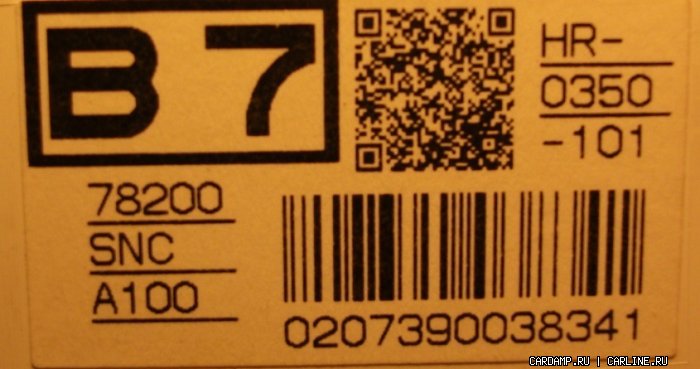 B 7
HR-
0350
-101
78200
SNC
A100
0207390038341
CARDAMP.RU | CARLINE.RU